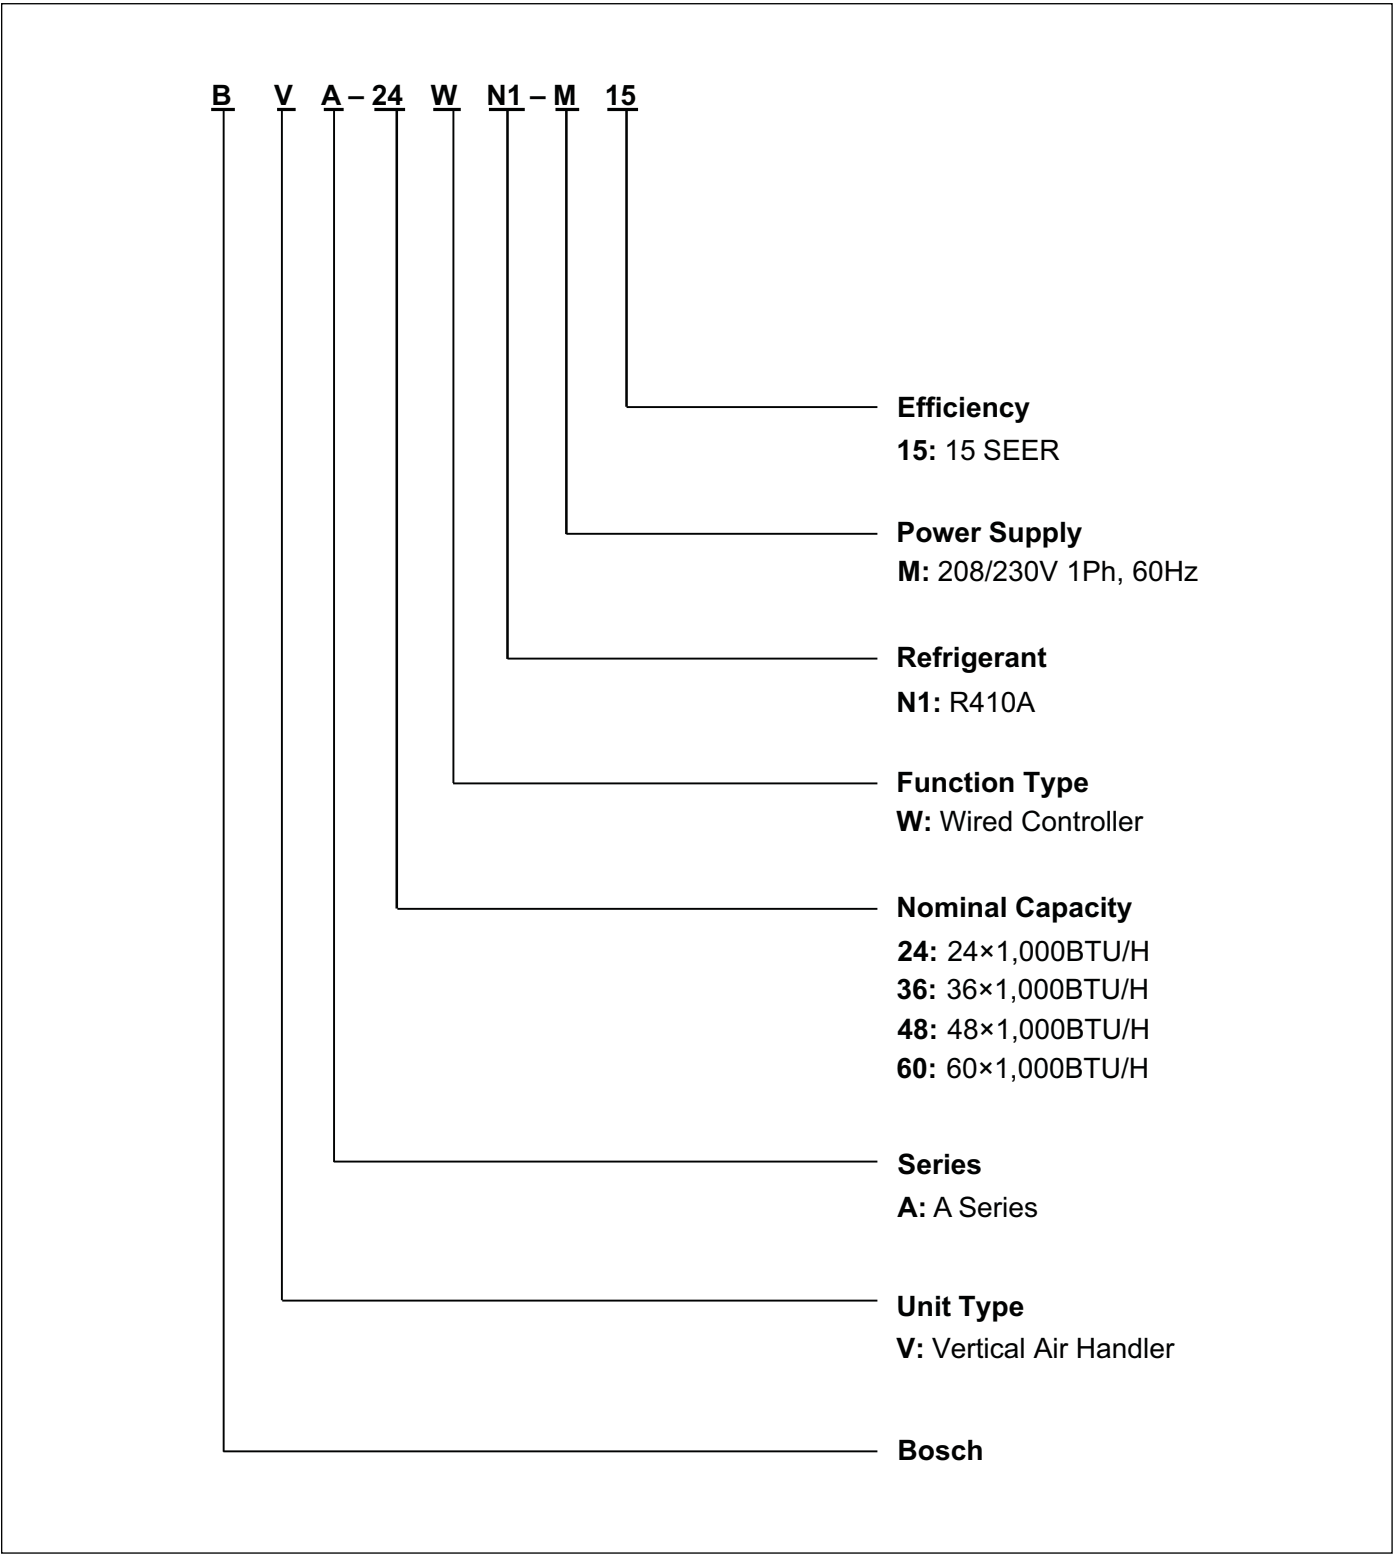 B V A – 24 W N1 – M 15
Efficiency
15: 15 SEER
Power Supply
M: 208/230V 1Ph, 60Hz
Refrigerant
N1: R410A
Function Type
W: Wired Controller
Nominal Capacity
24: 24×1,000BTU/H
36: 36×1,000BTU/H
48: 48×1,000BTU/H
60: 60×1,000BTU/H
Series
A: A Series
Unit Type
V: Vertical Air Handler
Bosch